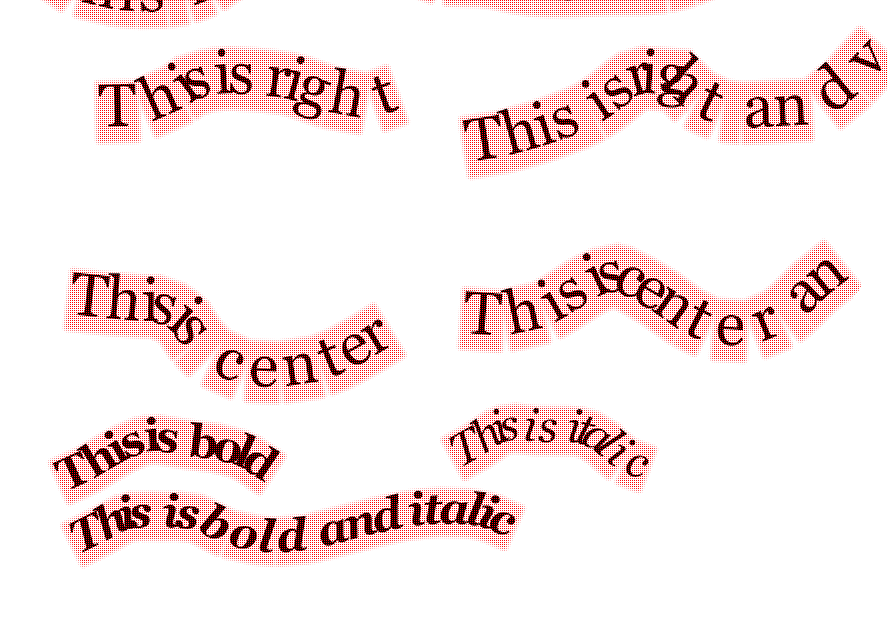 This is right
This is right and v
This is center
This is center an
This is bold
This is italic
This is bold and italic